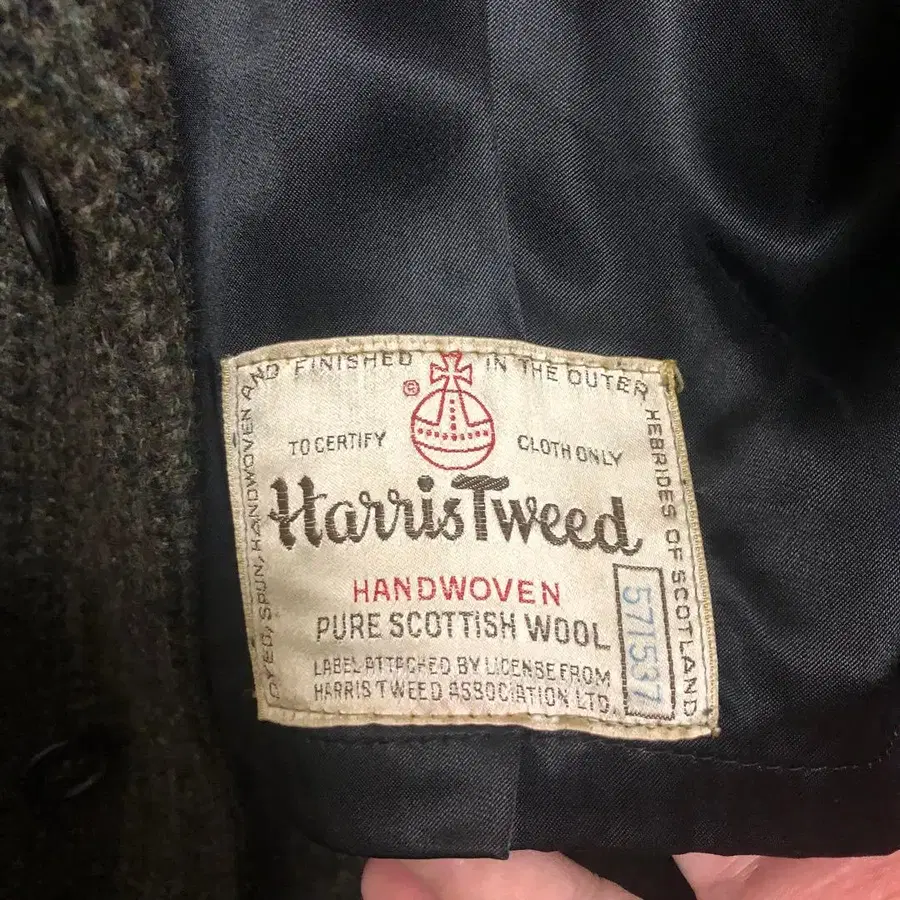 DYED, SPUN, HANDWOVEN AND FINISHED IN THE OUTER HEBRIDES OF SCOTLAND
®
TO CERTIFY CLOTH ONLY
Harris Tweed
HANDWOVEN
PURE SCOTTISH WOOL
LABEL ATTACHED BY LICENSE FROM
HARRIS TWEED ASSOCIATION LTD.
571537